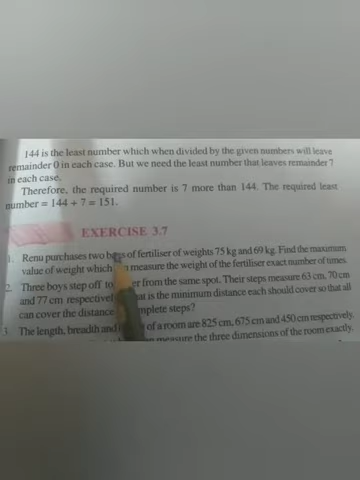 144 is the least number which when divided by the given numbers will leave
remainder 0 in each case. But we need the least number that leaves remainder 7
in each case.
Therefore, the required number is 7 more than 144. The required least
number = 144 + 7 = 151.
EXERCISE 3.7
1. Renu purchases two bags of fertiliser of weights 75 kg and 69 kg. Find the maximum
value of weight which measure the weight of the fertiliser exact number of times.
2. Three boys step off from the same spot. Their steps measure 63 cm, 70 cm
and 77 cm respectively. is the minimum distance each should cover so that all
can cover the distance steps?
3. The length, breadth and of a room are 825 cm, 675 cm and 450 cm respectively.
measure the three dimensions of the room exactly.